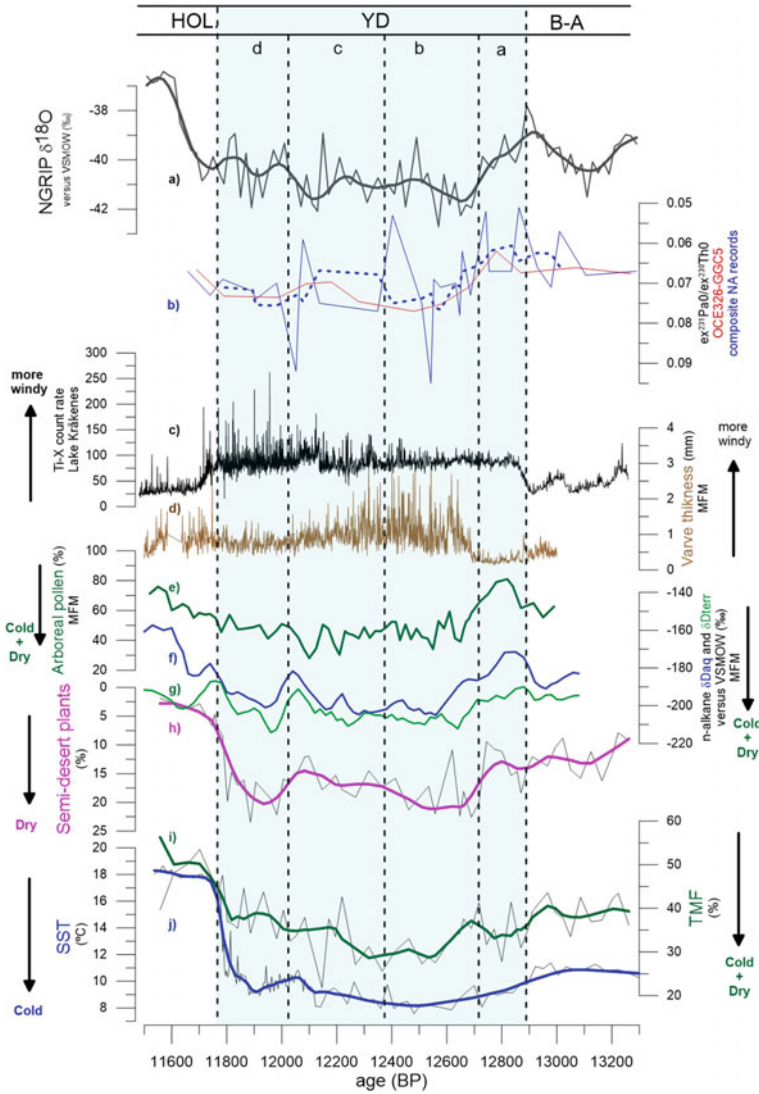 HOL YD B-A
d c b a
NGRIP δ18O
versus VSMOW (‰)
-38
-40
-42
a)
0.05
0.06
0.07
0.08
0.09
ex²³¹Pa0/ex²³⁰Th0
OCE326-GGC5
composite NA records
b)
more
windy
Ti-X count rate
Lake Kråkenes
300
250
200
150
100
50
0
c)
4
3
2
1
0
Varve thikness (mm)
MFM
more
windy
d)
Cold
+
Dry
Arboreal pollen (%)
MFM
100
80
60
40
20
e)
f)
g)
-140
-160
-180
-200
-220
n-alkane δDaq and δDterr
versus VSMOW (‰)
MFM
Cold
+
Dry
Dry
Semi-desert plants
(%)
0
5
10
15
20
25
h)
SST
(ºC)
20
18
16
14
12
10
8
i)
j)
60
50
40
30
20
TMF
(%)
Cold
Cold
+
Dry
11600 11800 12000 12200 12400 12600 12800 13000 13200
age (BP)